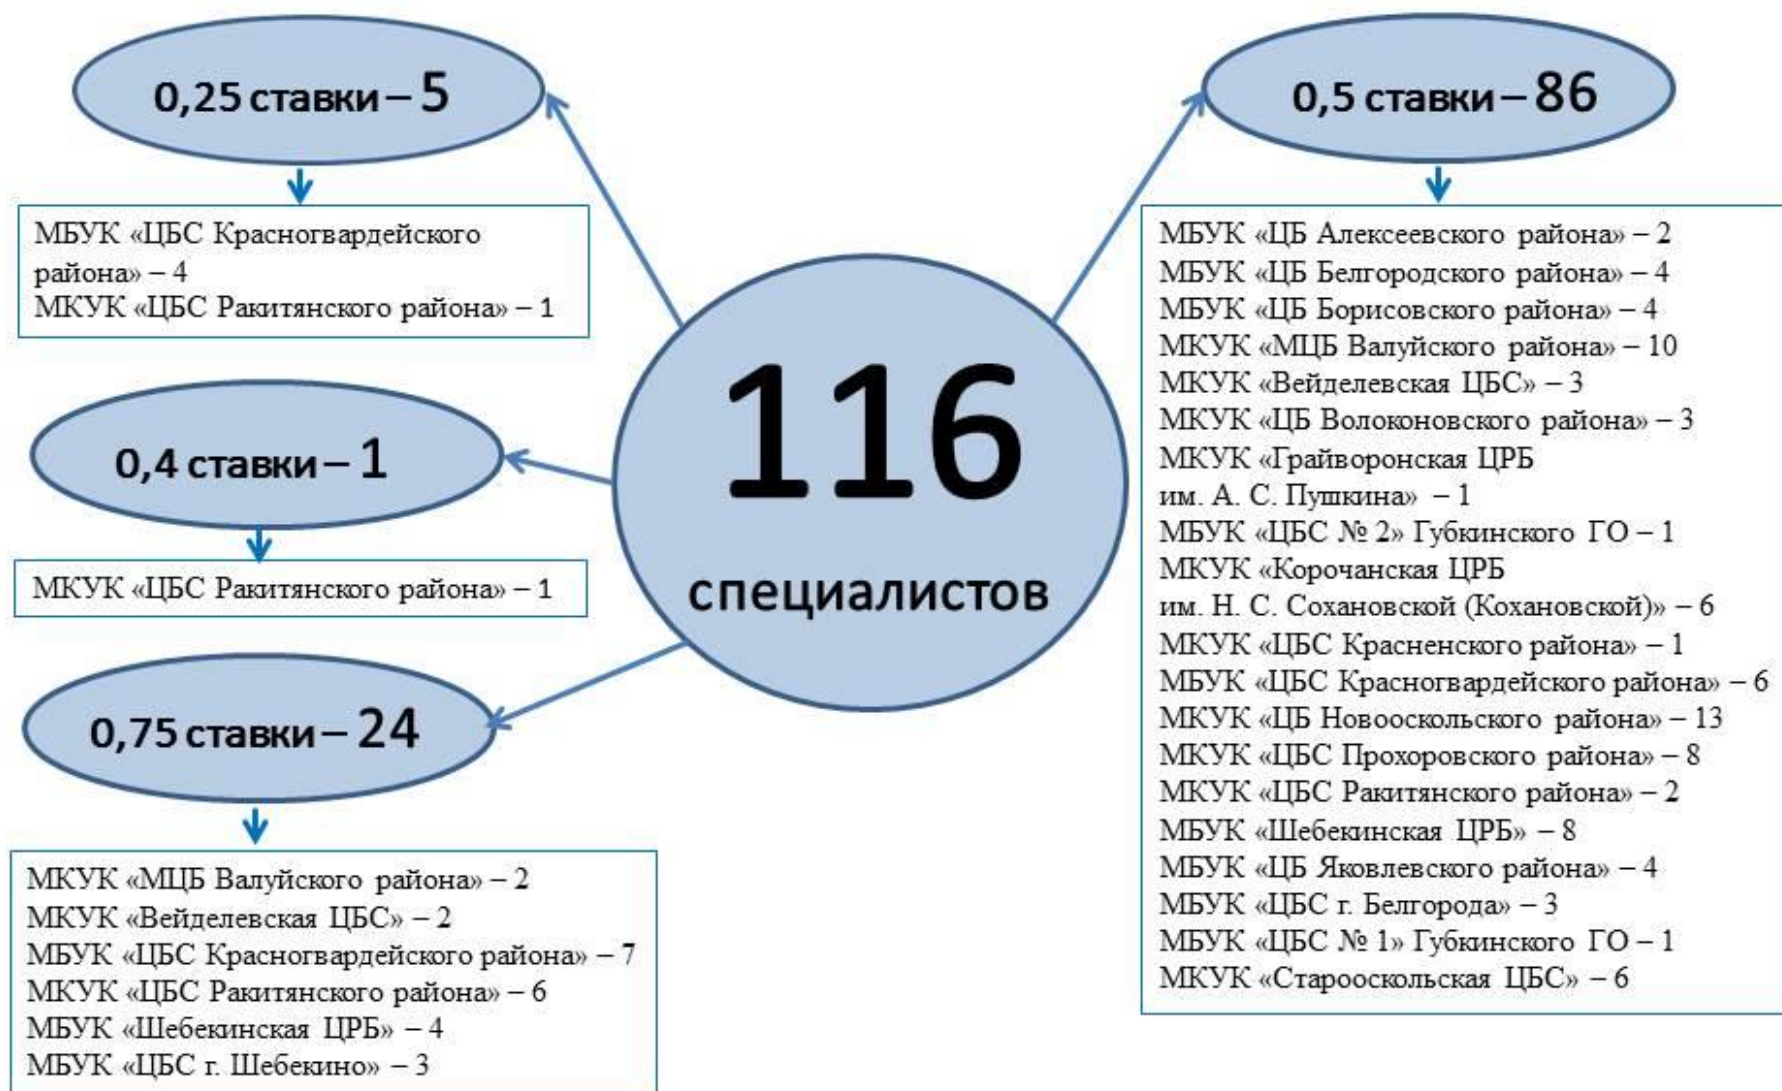 0,25 ставки – 5
МБУК «ЦБС Красногвардейского
района» – 4
МКУК «ЦБС Ракитянского района» – 1
0,4 ставки – 1
МКУК «ЦБС Ракитянского района» – 1
0,75 ставки – 24
МКУК «МЦБ Валуйского района» – 2
МКУК «Вейделевская ЦБС» – 2
МБУК «ЦБС Красногвардейского района» – 7
МКУК «ЦБС Ракитянского района» – 6
МБУК «Шебекинская ЦРБ» – 4
МБУК «ЦБС г. Шебекино» – 3
116
специалистов
0,5 ставки – 86
МБУК «ЦБ Алексеевского района» – 2
МБУК «ЦБ Белгородского района» – 4
МБУК «ЦБ Борисовского района» – 4
МКУК «МЦБ Валуйского района» – 10
МКУК «Вейделевская ЦБС» – 3
МКУК «ЦБ Волоконовского района» – 3
МКУК «Грайворонская ЦРБ
им. А. С. Пушкина» – 1
МБУК «ЦБС № 2» Губкинского ГО – 1
МКУК «Корочанская ЦРБ
им. Н. С. Сохановской (Кохановской)» – 6
МКУК «ЦБС Красненского района» – 1
МБУК «ЦБС Красногвардейского района» – 6
МКУК «ЦБ Новооскольского района» – 13
МКУК «ЦБС Прохоровского района» – 8
МКУК «ЦБС Ракитянского района» – 2
МБУК «Шебекинская ЦРБ» – 8
МБУК «ЦБ Яковлевского района» – 4
МБУК «ЦБС г. Белгорода» – 3
МБУК «ЦБС № 1» Губкинского ГО – 1
МКУК «Старооскольская ЦБС» – 6